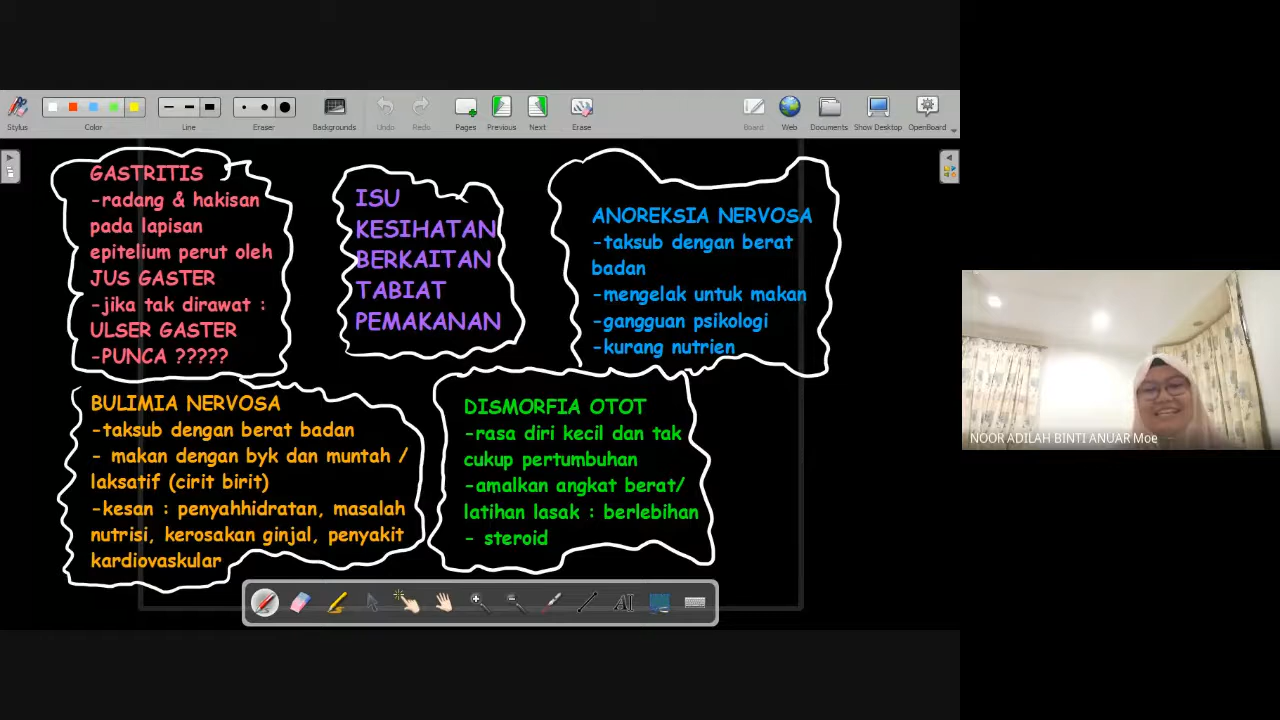 Stylus
Color
Line
Eraser
Backgrounds
Undo
Redo
Pages
Previous
Next
Erase
Board
Web
Documents
Show Desktop
OpenBoard
GASTRITIS
-radang & hakisan
pada lapisan
epitelium perut oleh
JUS GASTER
-jika tak dirawat :
ULSER GASTER
-PUNCA ?????
ISU
KESIHATAN
BERKAITAN
TABIAT
PEMAKANAN
ANOREKSIA NERVOSA
-taksub dengan berat
badan
-mengelak untuk makan
-gangguan psikologi
-kurang nutrien
BULIMIA NERVOSA
-taksub dengan berat badan
- makan dengan byk dan muntah /
laksatif (cirit birit)
-kesan : penyahhidratan, masalah
nutrisi, kerosakan ginjal, penyakit
kardiovaskular
DISMORFIA OTOT
-rasa diri kecil dan tak
cukup pertumbuhan
-amalkan angkat berat/
latihan lasak : berlebihan
- steroid
AI
NOOR ADILAH BINTI ANUAR Moe